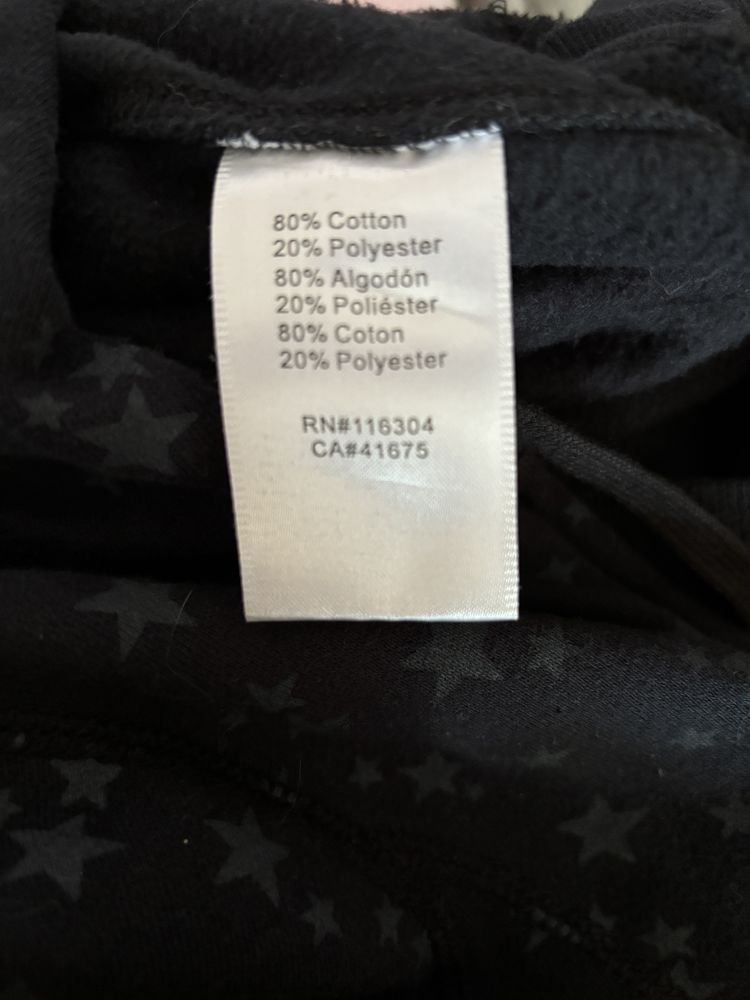 80% Cotton
20% Polyester
80% Algodón
20% Poliéster
80% Coton
20% Polyester
RN#116304
CA#41675